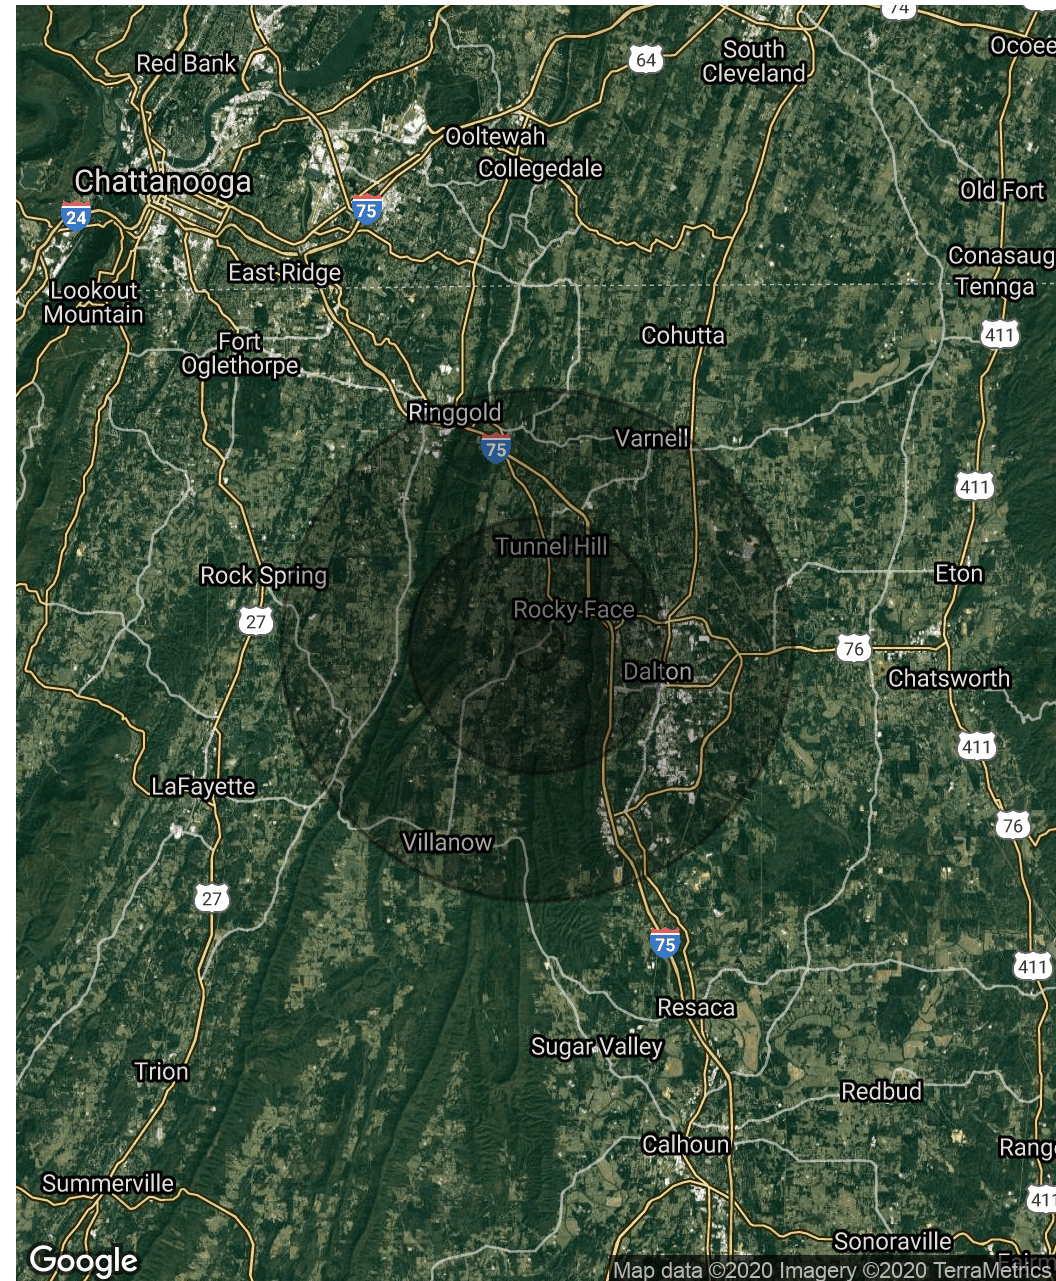 74
64
South
Cleveland
Ocoee
Red Bank
Ooltewah
Collegedale
Chattanooga
Old Fort
24
75
Conasaug
East Ridge
Tennga
Lookout
Mountain
Cohutta
411
Fort
Oglethorpe
Ringgold
Varnell
75
411
Tunnel Hill
Rock Spring
Eton
Rocky Face
27
76
Dalton
Chatsworth
411
LaFayette
76
Villanow
27
75
411
Resaca
Sugar Valley
Trion
Redbud
Calhoun
Rang
Summerville
411
Sonoraville
Google
Map data ©2020 Imagery ©2020 TerraMetrics